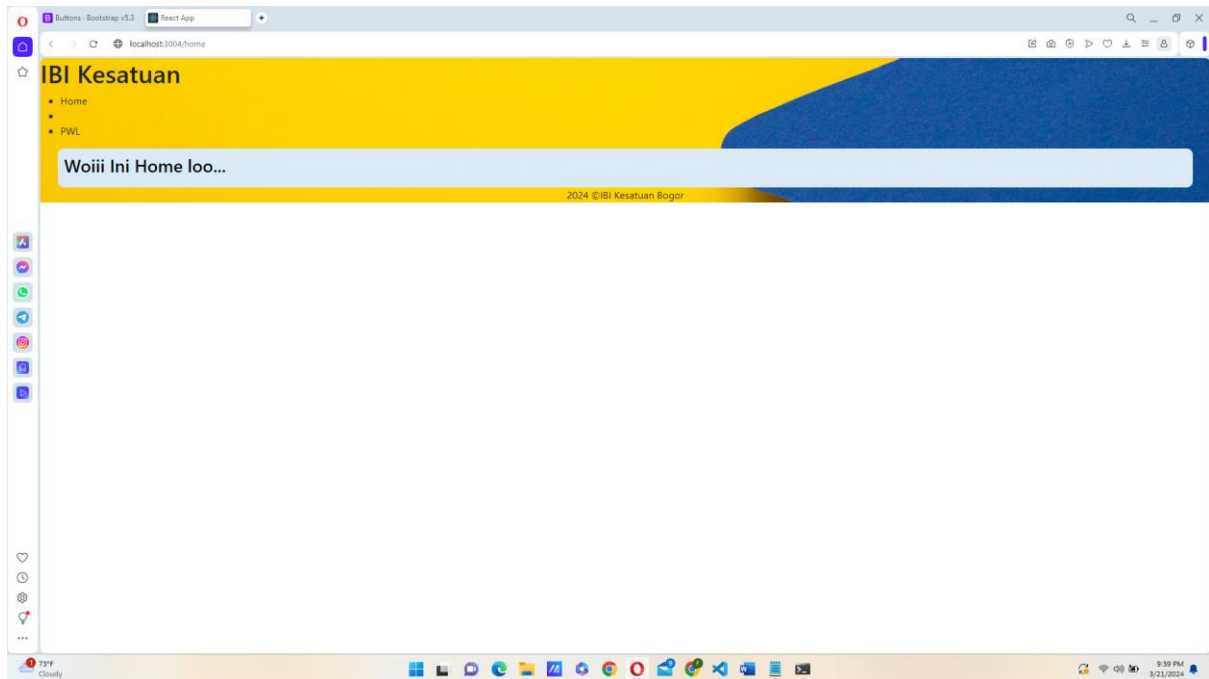 Buttons - Bootstrap v5.3
React App
localhost:3004/home
IBI Kesatuan
Home
PWL
Woiii Ini Home loo...
2024 ©IBI Kesatuan Bogor
73°F
Cloudy
9:39 PM
3/21/2024